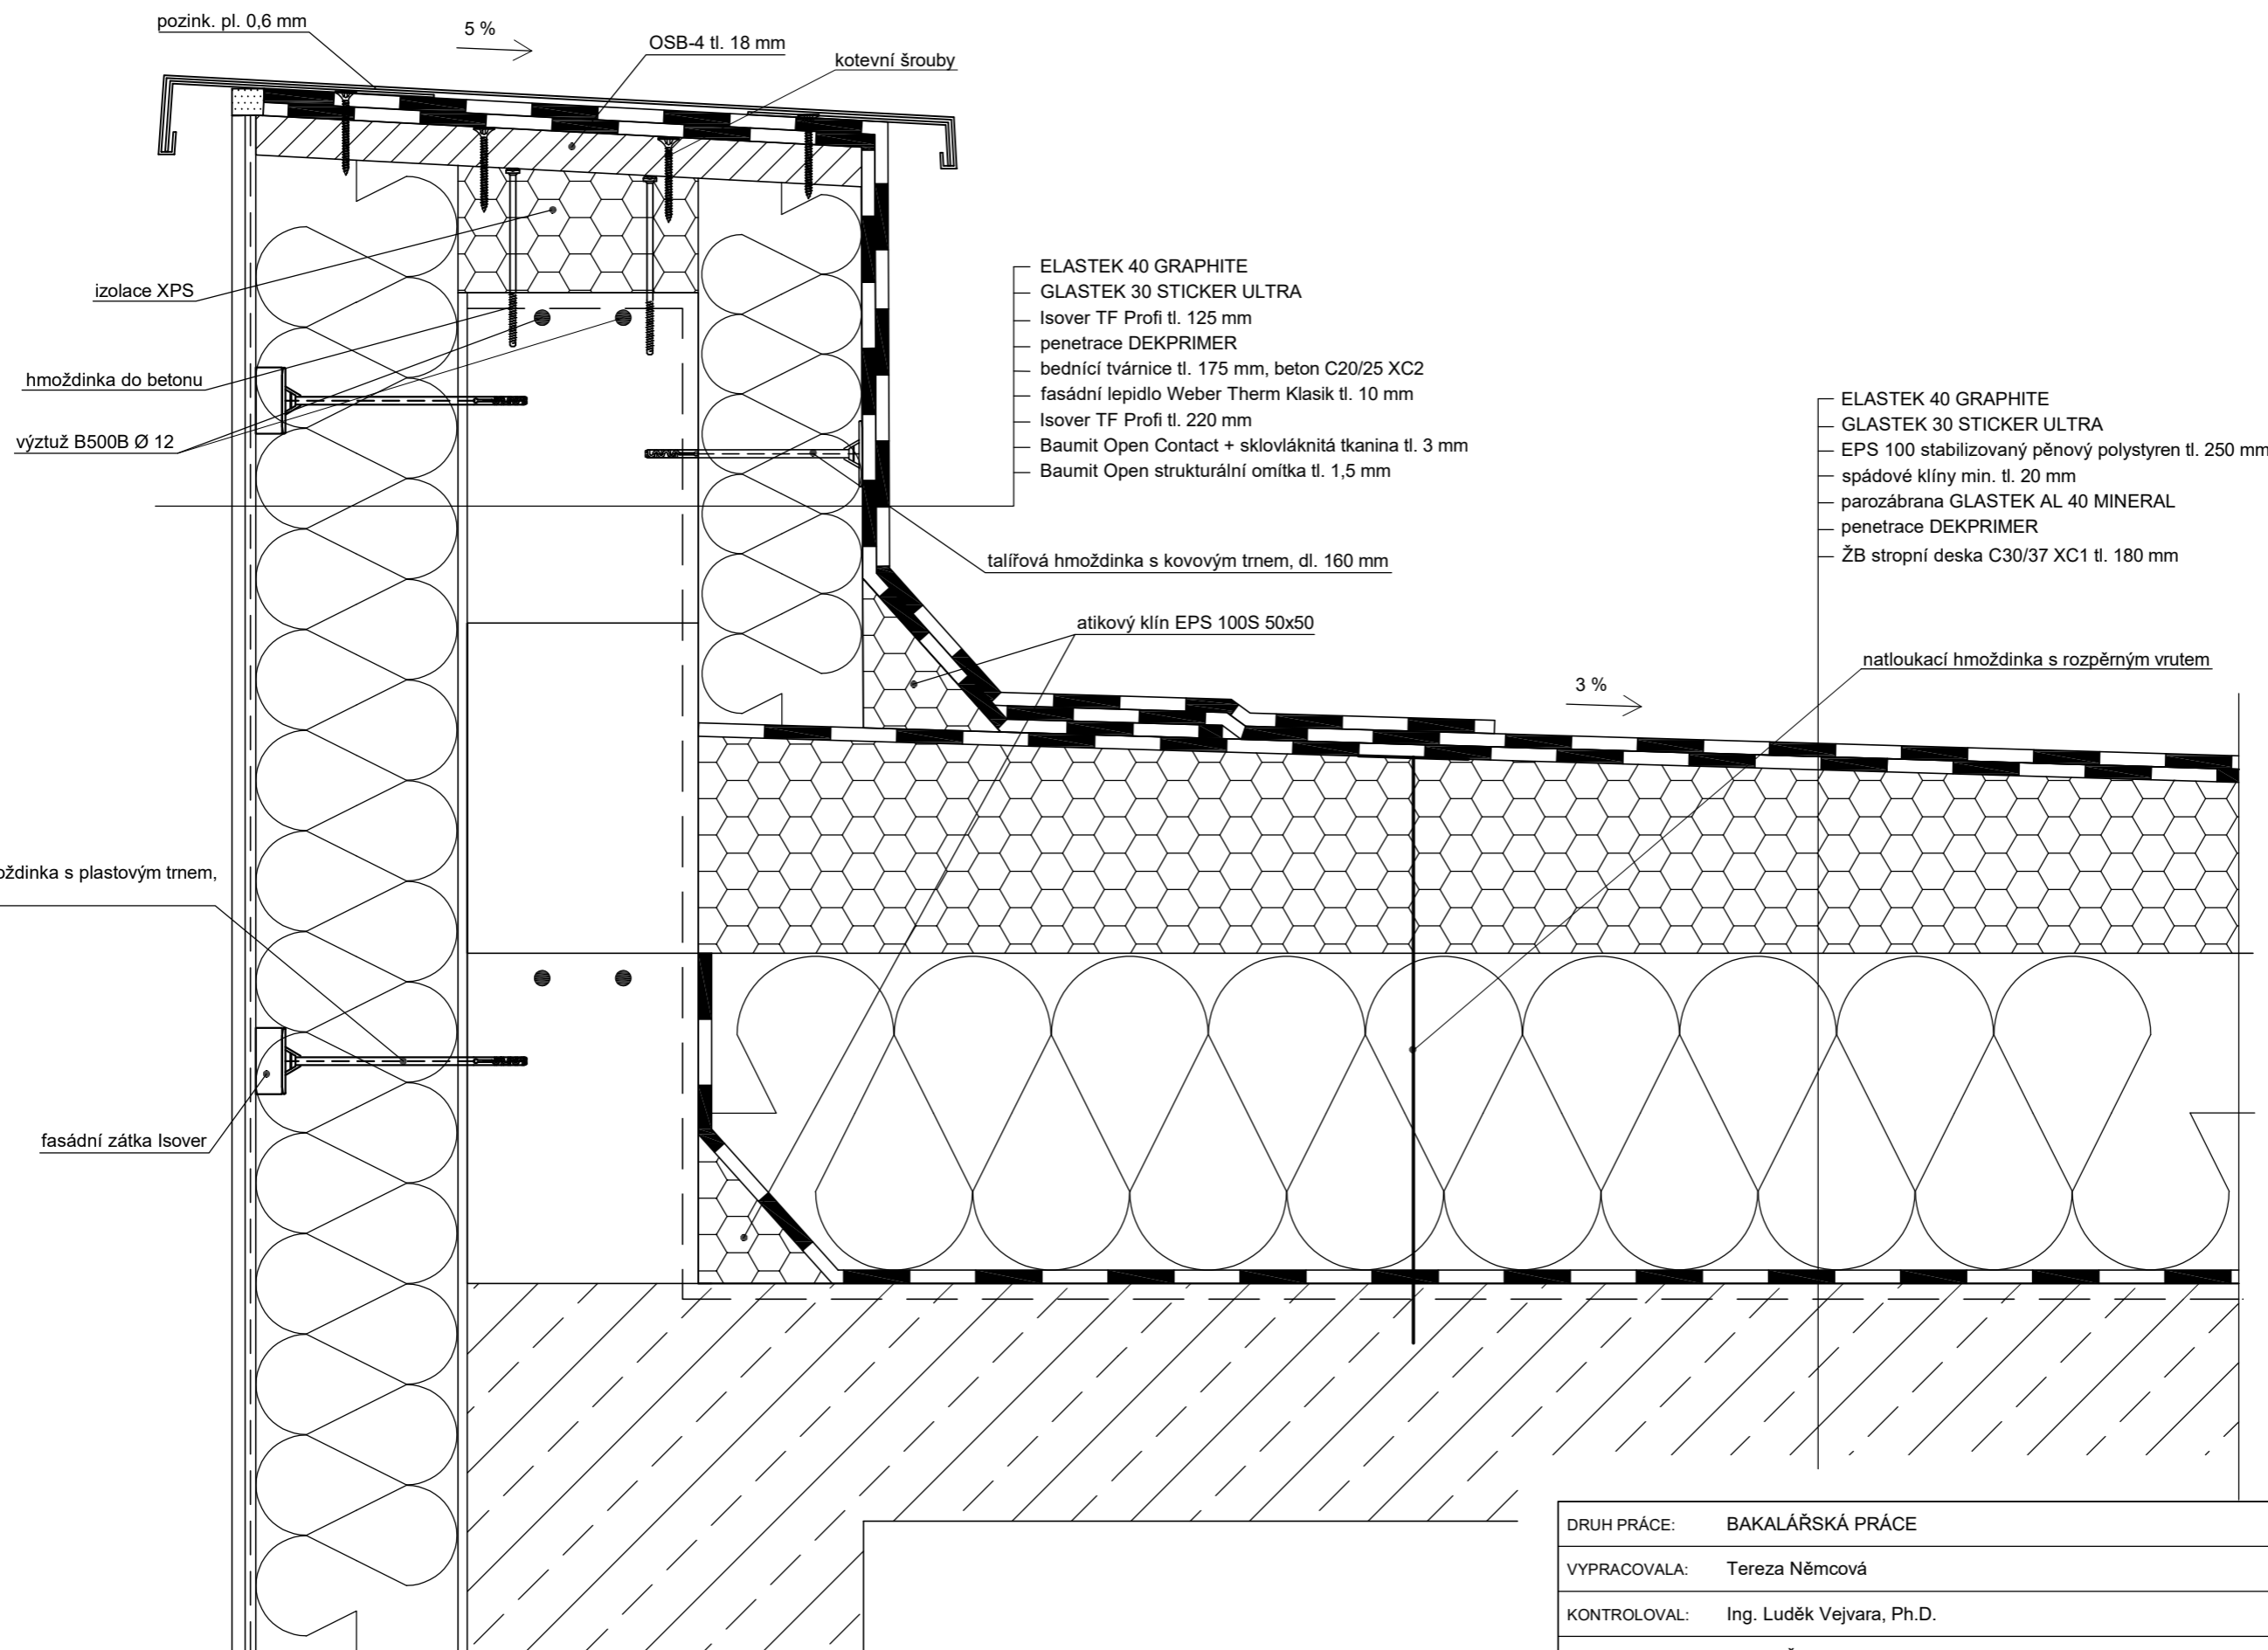 pozink. pl. 0,6 mm
5 %
OSB-4 tl. 18 mm
kotevní šrouby
izolace XPS
hmoždinka do betonu
výztuž B500B Ø 12
ELASTEK 40 GRAPHITE
GLASTEK 30 STICKER ULTRA
Isover TF Profi tl. 125 mm
penetrace DEKPRIMER
bednící tvárnice tl. 175 mm, beton C20/25 XC2
fasádní lepidlo Weber Therm Klasik tl. 10 mm
Isover TF Profi tl. 220 mm
Baumit Open Contact + sklovláknitá tkanina tl. 3 mm
Baumit Open strukturální omítka tl. 1,5 mm
ELASTEK 40 GRAPHITE
GLASTEK 30 STICKER ULTRA
EPS 100 stabilizovaný pěnový polystyren tl. 250 mm
spádové klíny min. tl. 20 mm
parozábrana GLASTEK AL 40 MINERAL
penetrace DEKPRIMER
ŽB stropní deska C30/37 XC1 tl. 180 mm
talířová hmoždinka s kovovým trnem, dl. 160 mm
atikový klín EPS 100S 50x50
natloukací hmoždinka s rozpěrným vrutem
3 %
s plastovým trnem,
fasádní zátka Isover
DRUH PRÁCE: BAKALÁŘSKÁ PRÁCE
VYPRACOVALA: Tereza Němcová
KONTROLOVAL: Ing. Luděk Vejvara, Ph.D.